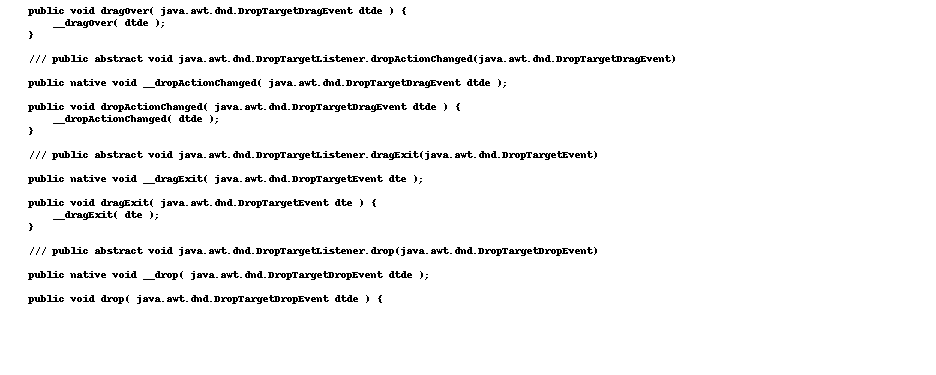 public void dragOver( java.awt.dnd.DropTargetDragEvent dtde ) {
__dragOver( dtde );
}
/// public abstract void java.awt.dnd.DropTargetListener.dropActionChanged(java.awt.dnd.DropTargetDragEvent)
public native void __dropActionChanged( java.awt.dnd.DropTargetDragEvent dtde );
public void dropActionChanged( java.awt.dnd.DropTargetDragEvent dtde ) {
__dropActionChanged( dtde );
}
/// public abstract void java.awt.dnd.DropTargetListener.dragExit(java.awt.dnd.DropTargetEvent)
public native void __dragExit( java.awt.dnd.DropTargetEvent dte );
public void dragExit( java.awt.dnd.DropTargetEvent dte ) {
__dragExit( dte );
}
/// public abstract void java.awt.dnd.DropTargetListener.drop(java.awt.dnd.DropTargetDropEvent)
public native void __drop( java.awt.dnd.DropTargetDropEvent dtde );
public void drop( java.awt.dnd.DropTargetDropEvent dtde ) {